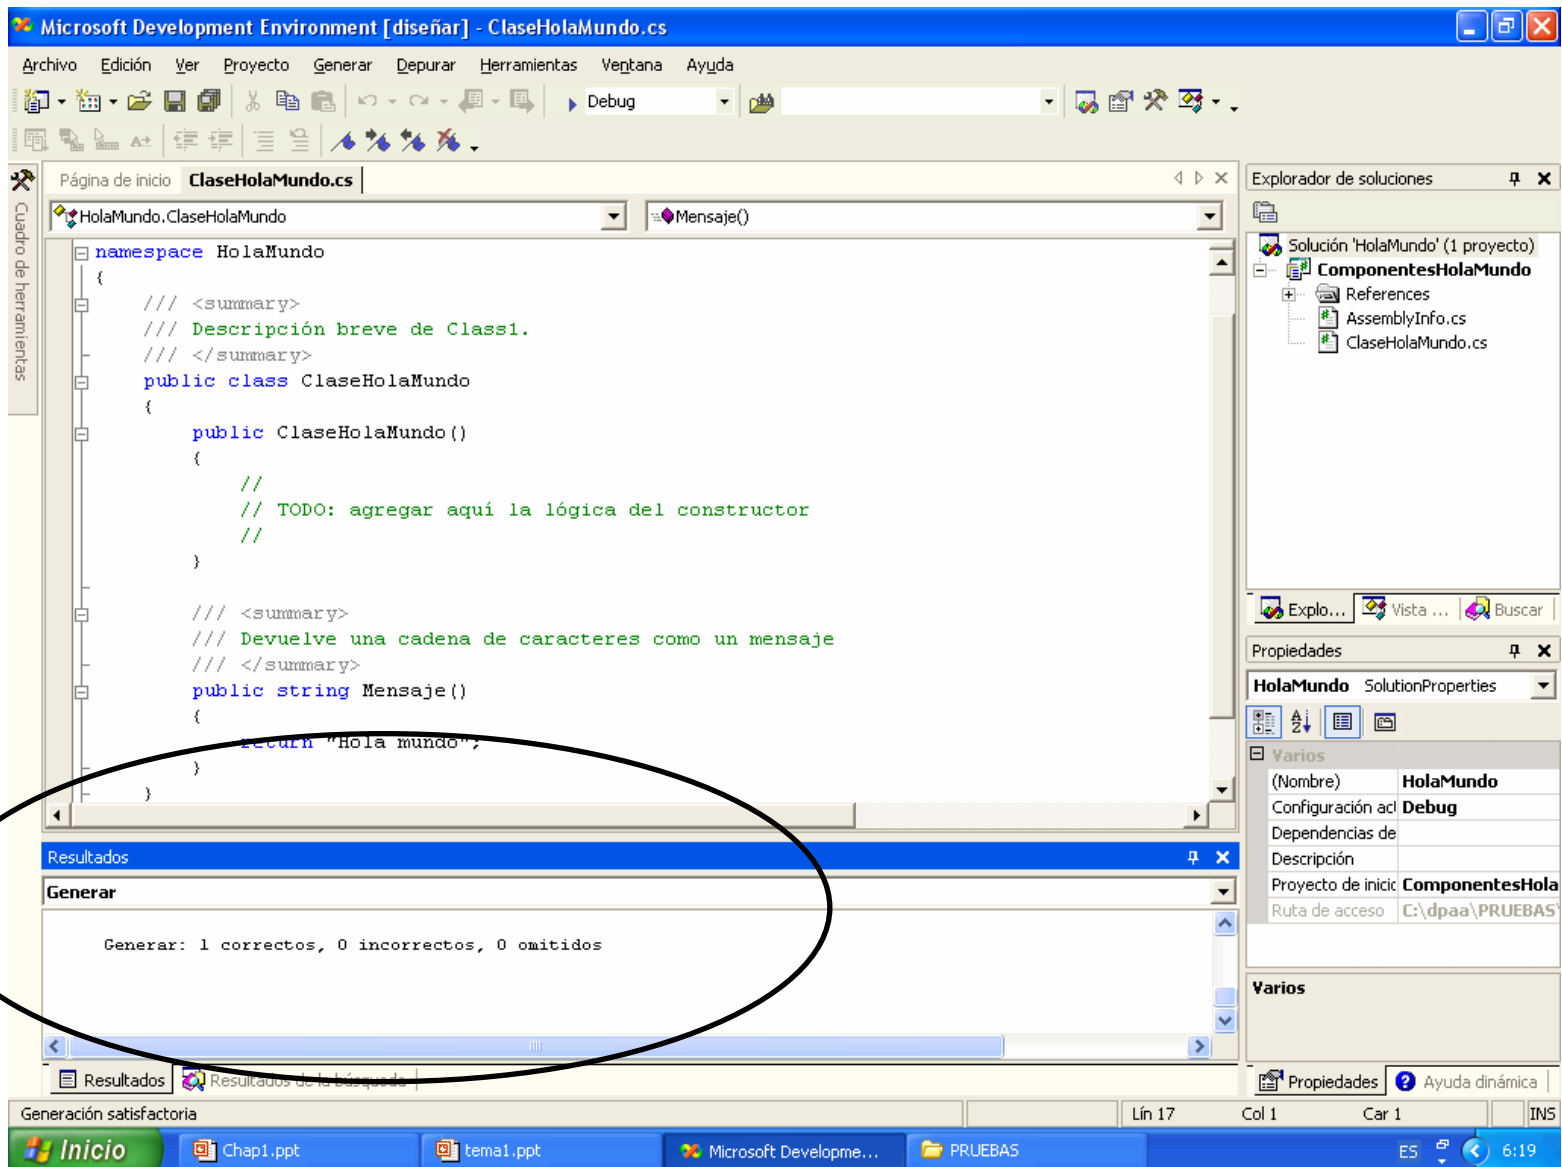 Microsoft Development Environment [diseñar] - ClaseHolaMundo.cs
Archivo Edición Ver Proyecto Generar Depurar Herramientas Ventana Ayuda
Debug
Página de inicio ClaseHolaMundo.cs
HolaMundo.ClaseHolaMundo Mensaje()
Cuadro de herramientas
namespace HolaMundo
{
/// <summary>
/// Descripción breve de Class1.
/// </summary>
public class ClaseHolaMundo
{
public ClaseHolaMundo()
{
//
// TODO: agregar aquí la lógica del constructor
//
}
/// <summary>
/// Devuelve una cadena de caracteres como un mensaje
/// </summary>
public string Mensaje()
{
return "Hola mundo";
}
}
Resultados
Generar
Generar: 1 correctos, 0 incorrectos, 0 omitidos
Resultados Resultados de la búsqueda
Explorador de soluciones
Solución 'HolaMundo' (1 proyecto)
ComponentesHolaMundo
References
AssemblyInfo.cs
ClaseHolaMundo.cs
Explo... Vista ... Buscar
Propiedades
HolaMundo SolutionProperties
Varios
(Nombre) HolaMundo
Configuración act Debug
Dependencias de
Descripción
Proyecto de inicio ComponentesHola
Ruta de acceso C:\dpaa\PRUEBAS\
Varios
Propiedades Ayuda dinámica
Generación satisfactoria Lín 17 Col 1 Car 1 INS
Inicio Chap1.ppt tema1.ppt Microsoft Developme... PRUEBAS ES 6:19